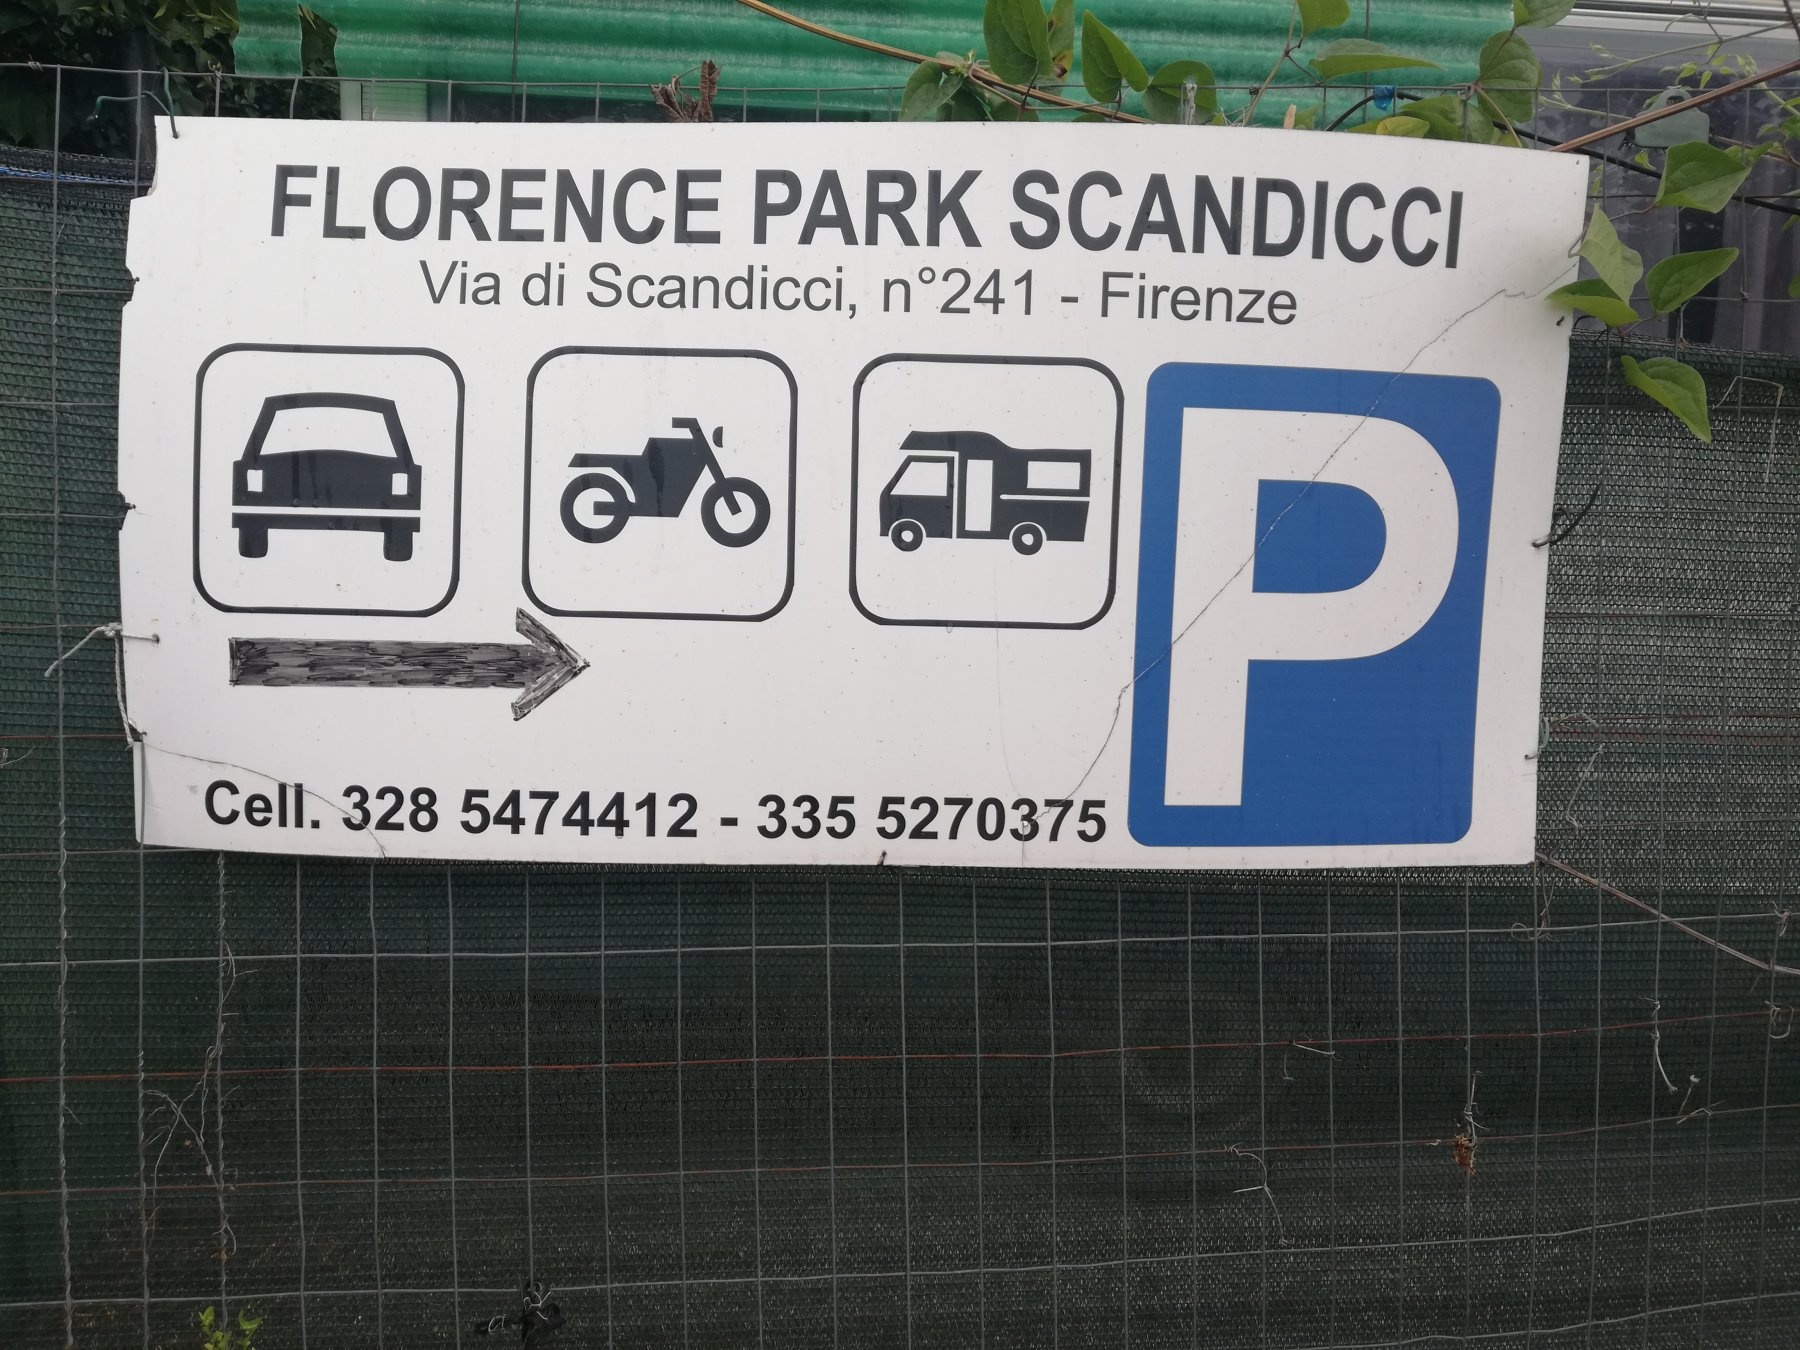 FLORENCE PARK SCANDICCI
Via di Scandicci, n°241 - Firenze
P
Cell. 328 5474412 - 335 5270375